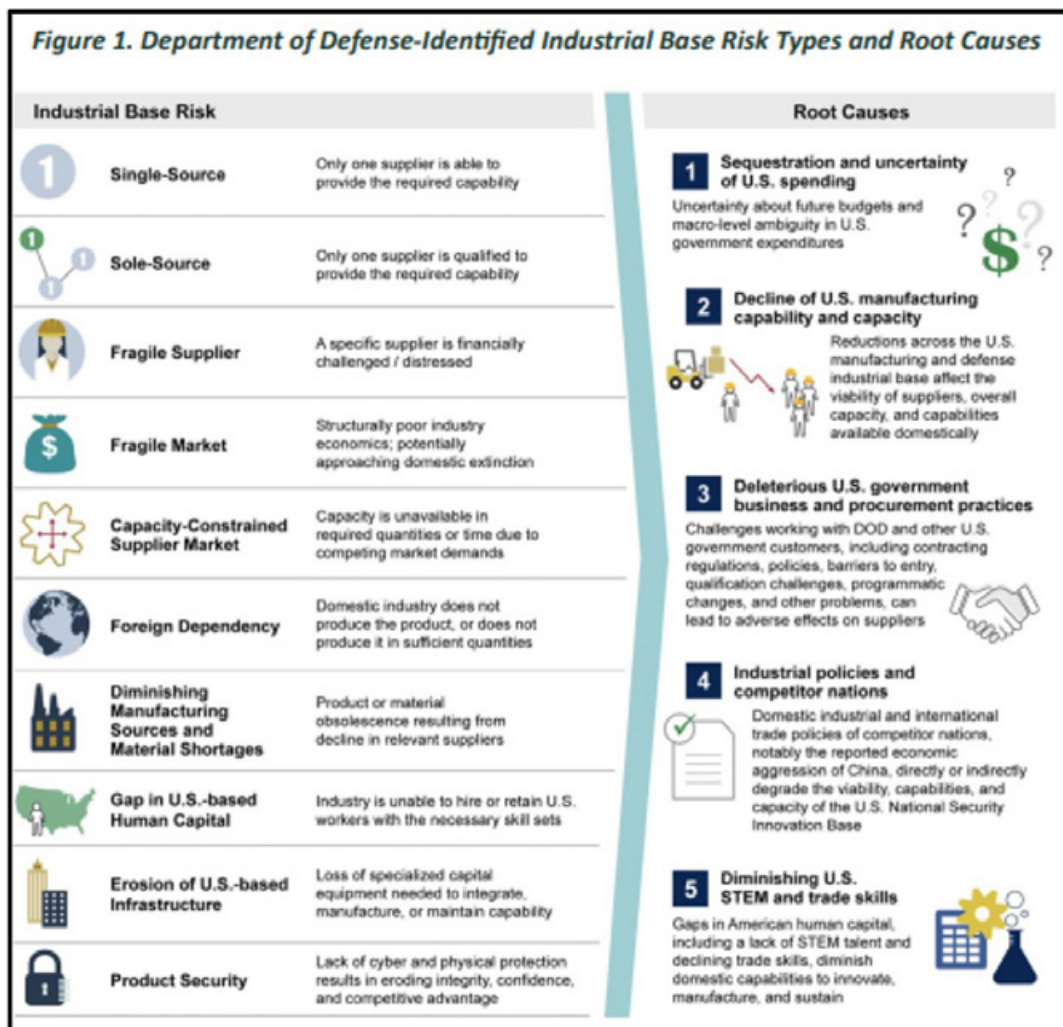 Figure 1. Department of Defense-Identified Industrial Base Risk Types and Root Causes
Industrial Base Risk
1
Single-Source
Only one supplier is able to
provide the required capability
1
1
1
Sole-Source
Only one supplier is qualified to
provide the required capability
Fragile Supplier
A specific supplier is financially
challenged / distressed
$
Fragile Market
Structurally poor industry
economics; potentially
approaching domestic extinction
Capacity-Constrained
Supplier Market
Capacity is unavailable in
required quantities or time due to
competing market demands
Foreign Dependency
Domestic industry does not
produce the product, or does not
produce it in sufficient quantities
Diminishing
Manufacturing
Sources and
Material Shortages
Product or material
obsolescence resulting from
decline in relevant suppliers
Gap in U.S.-based
Human Capital
Industry is unable to hire or retain U.S.
workers with the necessary skill sets
Erosion of U.S.-based
Infrastructure
Loss of specialized capital
equipment needed to integrate,
manufacture, or maintain capability
Product Security
Lack of cyber and physical protection
results in eroding integrity, confidence,
and competitive advantage
Root Causes
1
Sequestration and uncertainty
of U.S. spending
Uncertainty about future budgets and
macro-level ambiguity in U.S.
government expenditures
? ? ? ? ? ?
$
2
Decline of U.S. manufacturing
capability and capacity
Reductions across the U.S.
manufacturing and defense
industrial base affect the
viability of suppliers, overall
capacity, and capabilities
available domestically
3
Deleterious U.S. government
business and procurement practices
Challenges working with DOD and other U.S.
government customers, including contracting
regulations, policies, barriers to entry,
qualification challenges, programmatic
changes, and other problems, can
lead to adverse effects on suppliers
4
Industrial policies and
competitor nations
Domestic industrial and international
trade policies of competitor nations,
notably the reported economic
aggression of China, directly or indirectly
degrade the viability, capabilities, and
capacity of the U.S. National Security
Innovation Base
5
Diminishing U.S.
STEM and trade skills
Gaps in American human capital,
including a lack of STEM talent and
declining trade skills, diminish
domestic capabilities to innovate,
manufacture, and sustain